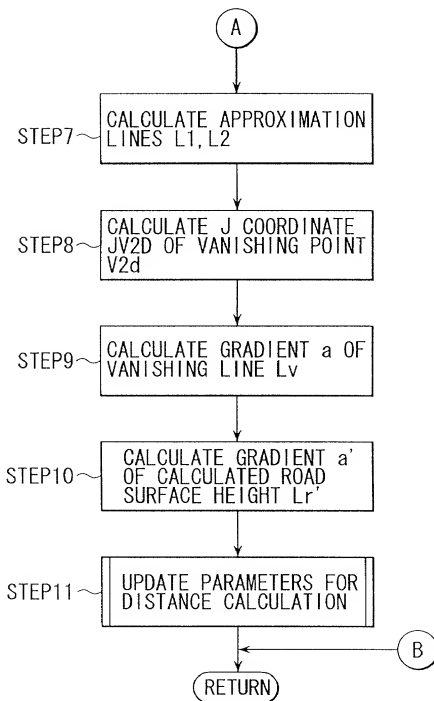 A
STEP7
CALCULATE APPROXIMATION
LINES L1, L2
STEP8
CALCULATE J COORDINATE
JV2D OF VANISHING POINT
V2d
STEP9
CALCULATE GRADIENT a OF
VANISHING LINE Lv
STEP10
CALCULATE GRADIENT a'
OF CALCULATED ROAD
SURFACE HEIGHT Lr'
STEP11
UPDATE PARAMETERS FOR
DISTANCE CALCULATION
B
RETURN